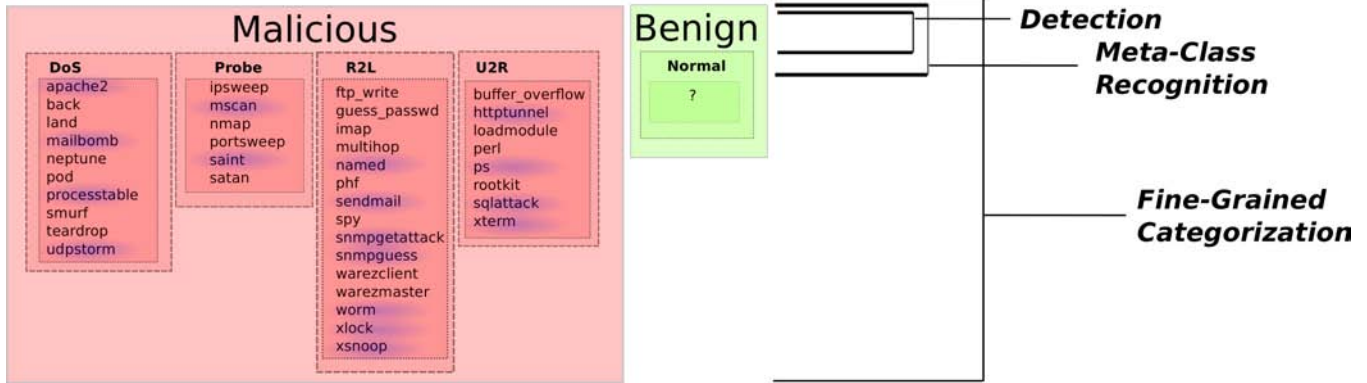 Malicious
DoS
apache2
back
land
mailbomb
neptune
pod
processtable
smurf
teardrop
udpstorm
Probe
ipsweep
mscan
nmap
portsweep
saint
satan
R2L
ftp_write
guess_passwd
imap
multihop
named
phf
sendmail
spy
snmpgetattack
snmpguess
warezclient
warezmaster
worm
xlock
xsnoop
U2R
buffer_overflow
httptunnel
loadmodule
perl
ps
rootkit
sqlattack
xterm
Benign
Normal
?
Detection
Meta-Class
Recognition
Fine-Grained
Categorization